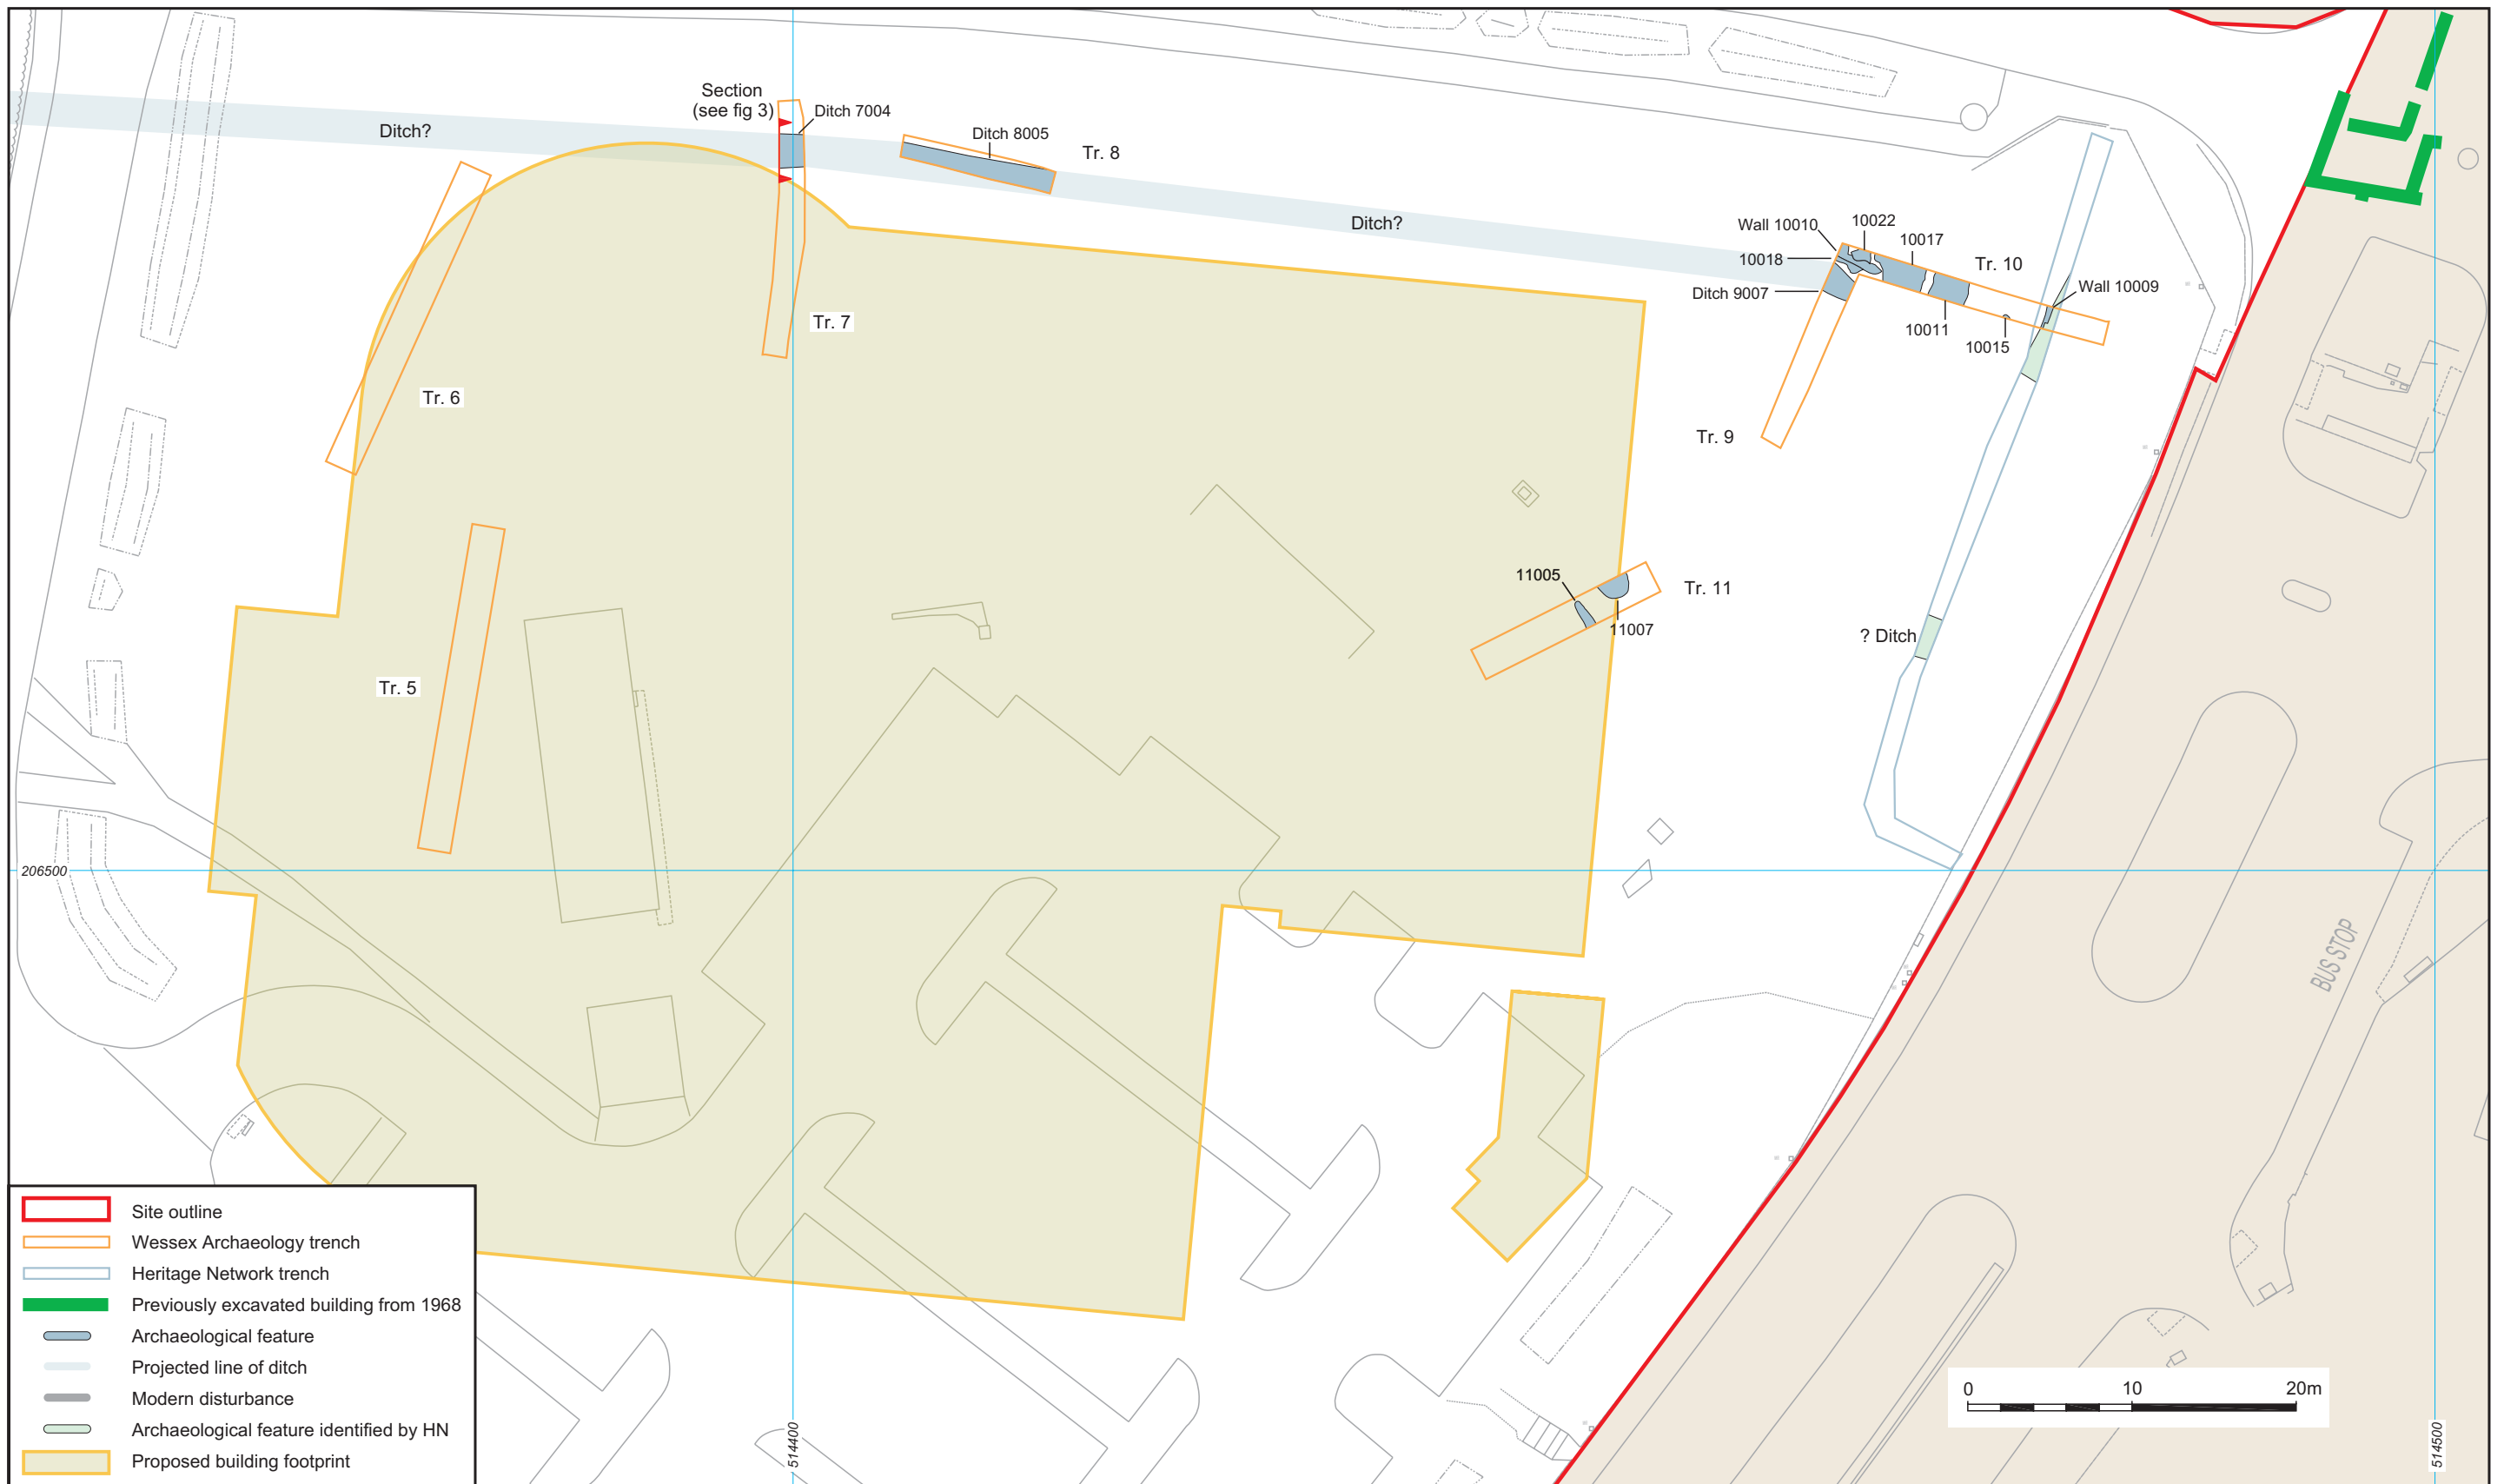 Section
(see fig 3)
Ditch 7004
Ditch?
Ditch 8005
Tr. 8
Ditch?
Wall 10010
10022
10017
10018
Tr. 10
Ditch 9007
Wall 10009
10011
10015
Tr. 7
Tr. 6
Tr. 9
11005
Tr. 11
11007
? Ditch
Tr. 5
206500
BUS STOP
Site outline
Wessex Archaeology trench
Heritage Network trench
Previously excavated building from 1968
Archaeological feature
Projected line of ditch
Modern disturbance
Archaeological feature identified by HN
Proposed building footprint
0 10 20m
514400
514500